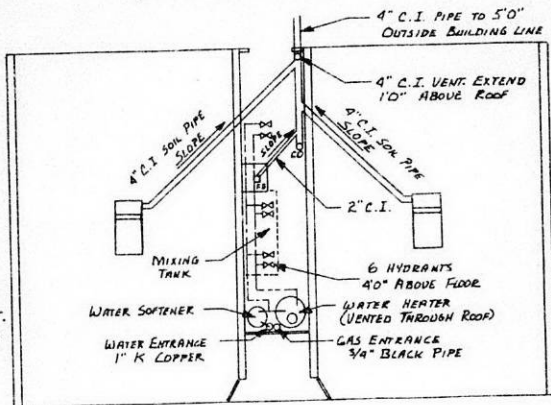 4" C.I. PIPE TO 5'0"
OUTSIDE BUILDING LINE
4" C.I. VENT. EXTEND
1'0" ABOVE ROOF
4" C.I. SOIL PIPE
SLOPE
SLOPE
CO
4" C.I. SOIL PIPE
SLOPE
F.D.
2" C.I.
MIXING
TANK
6 HYDRANTS
4'0" ABOVE FLOOR
WATER SOFTENER
WATER HEATER
(VENTED THROUGH ROOF)
WATER ENTRANCE
1" K COPPER
GAS ENTRANCE
3/4" BLACK PIPE